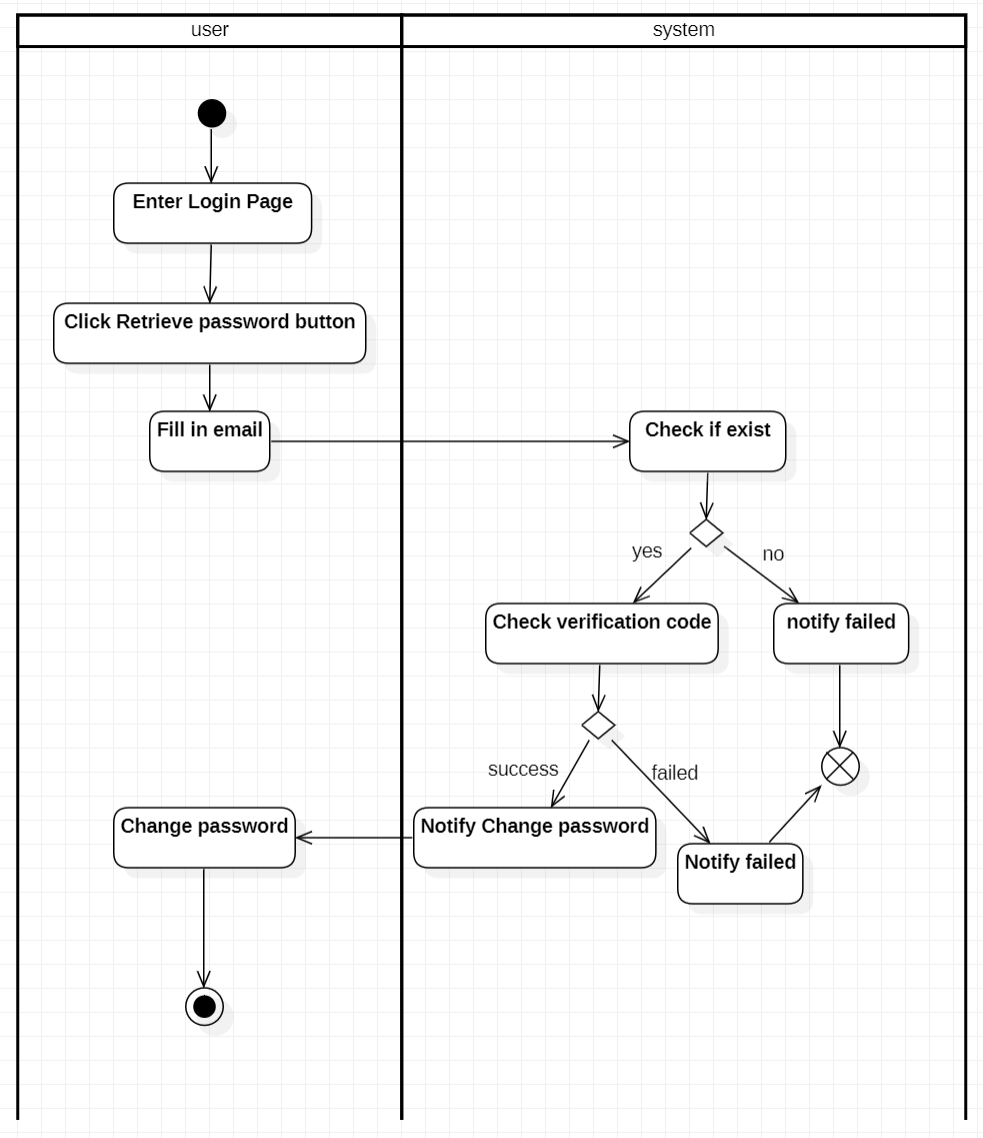 user
system
Enter Login Page
Click Retrieve password button
Fill in email
Check if exist
yes
no
Check verification code
notify failed
success
failed
Change password
Notify Change password
Notify failed